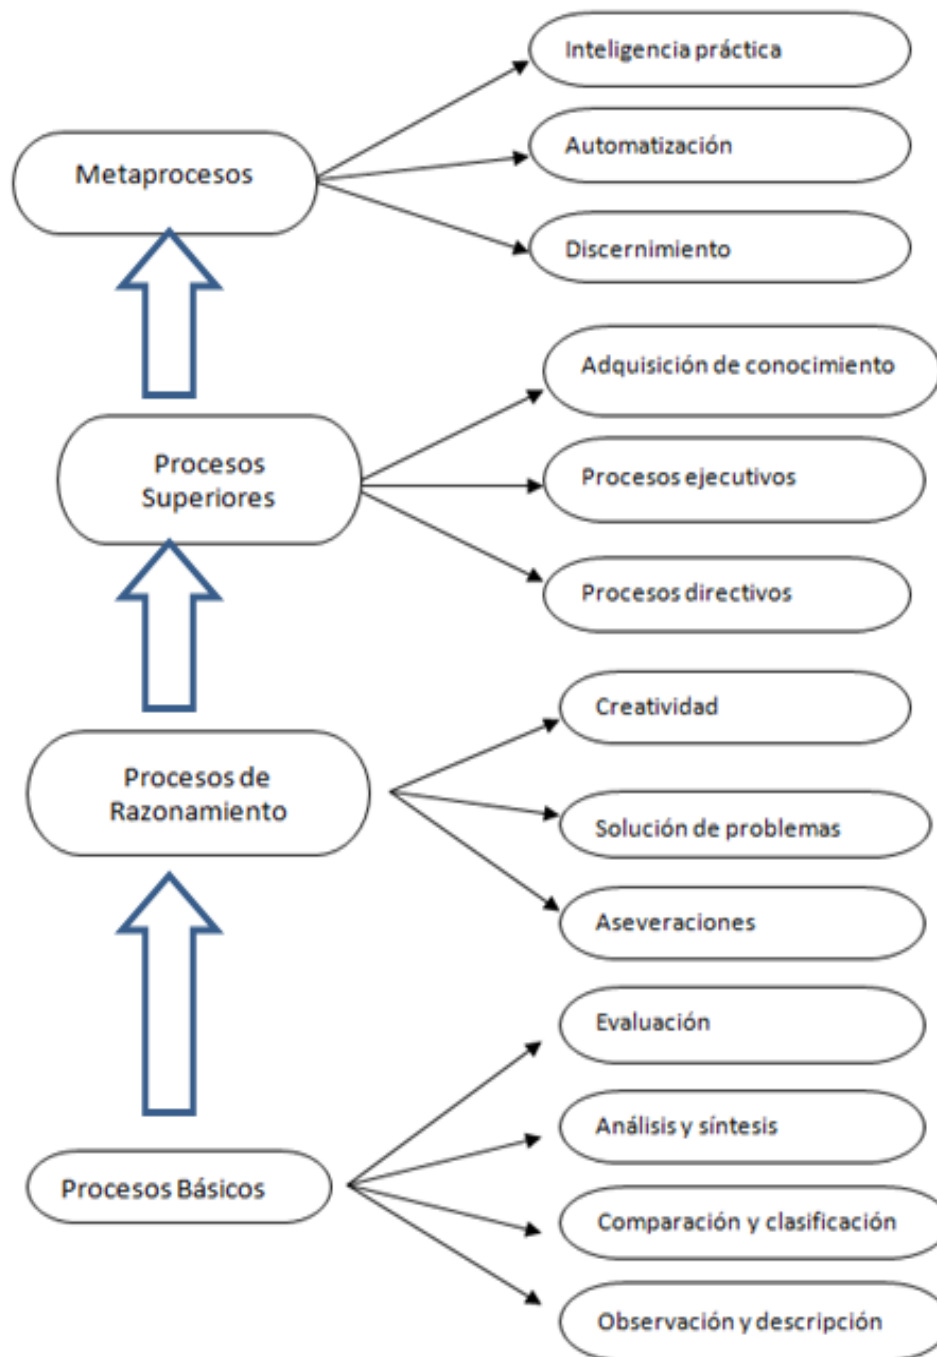 Inteligencia práctica
Automatización
Metaprocesos
Discernimiento
Adquisición de conocimiento
Procesos
Superiores
Procesos ejecutivos
Procesos directivos
Creatividad
Procesos de
Razonamiento
Solución de problemas
Aseveraciones
Evaluación
Análisis y síntesis
Procesos Básicos
Comparación y clasificación
Observación y descripción